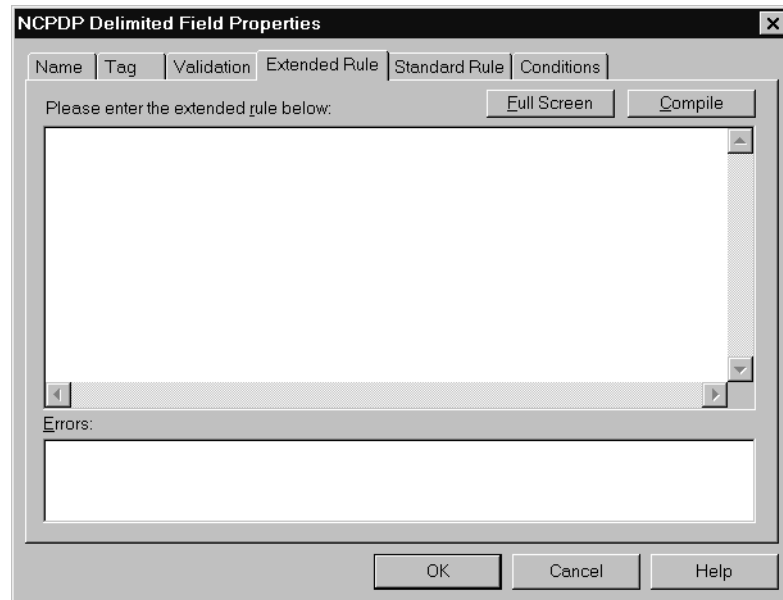 NCPDP Delimited Field Properties
Name Tag Validation Extended Rule Standard Rule Conditions
Please enter the extended rule below: Full Screen Compile
Errors:
OK Cancel Help